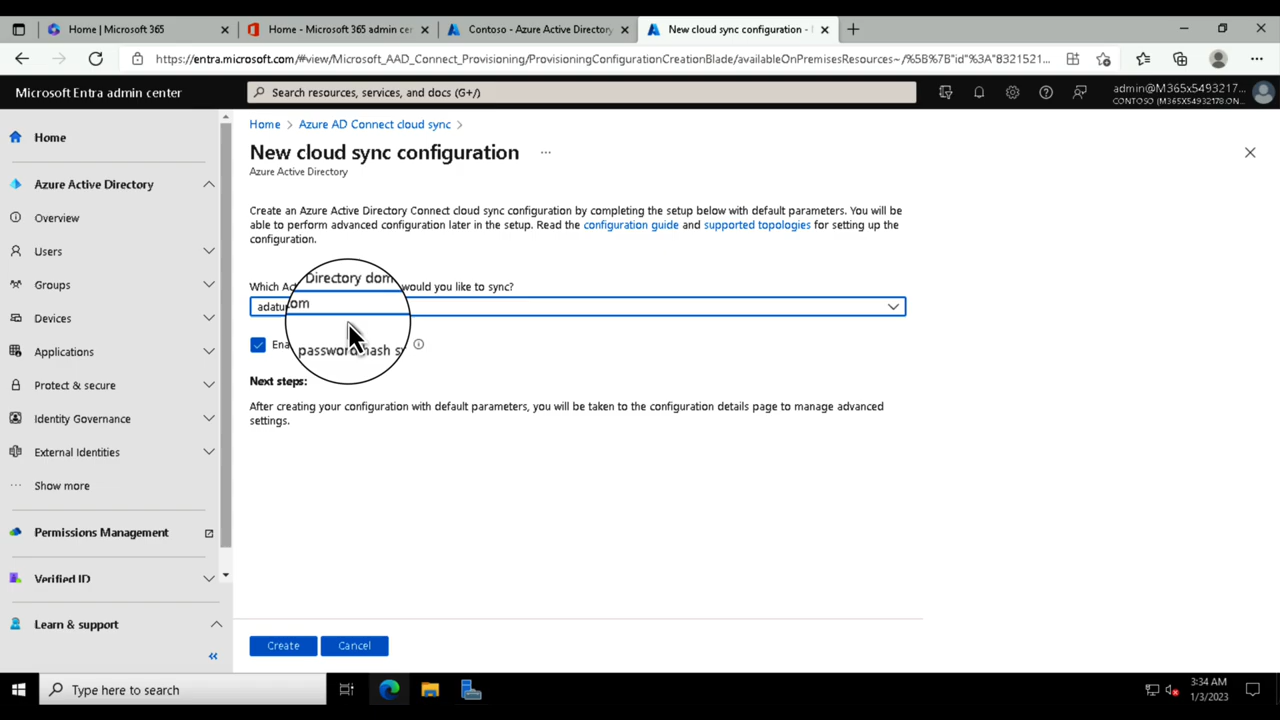 Home | Microsoft 365
Home - Microsoft 365 admin cer
Contoso - Azure Active Directory
New cloud sync configuration -
https://entra.microsoft.com/#view/Microsoft_AAD_Connect_Provisioning/ProvisioningConfigurationCreationBlade/availableOnPremisesResources~/%5B%7B"id"%3A"8321521...
Microsoft Entra admin center
Search resources, services, and docs (G+/)
admin@M365x5493217...
CONTOSO (M365X54932178.ON...
Home
Azure Active Directory
Overview
Users
Groups
Devices
Applications
Protect & secure
Identity Governance
External Identities
Show more
Permissions Management
Verified ID
Learn & support
Home > Azure AD Connect cloud sync >
New cloud sync configuration ...
Azure Active Directory
Create an Azure Active Directory Connect cloud sync configuration by completing the setup below with default parameters. You will be
able to perform advanced configuration later in the setup. Read the configuration guide and supported topologies for setting up the
configuration.
Which Directory dom would you like to sync?
adatu om
Ena password hash s
Next steps:
After creating your configuration with default parameters, you will be taken to the configuration details page to manage advanced
settings.
Create
Cancel
Type here to search
3:34 AM
1/3/2023